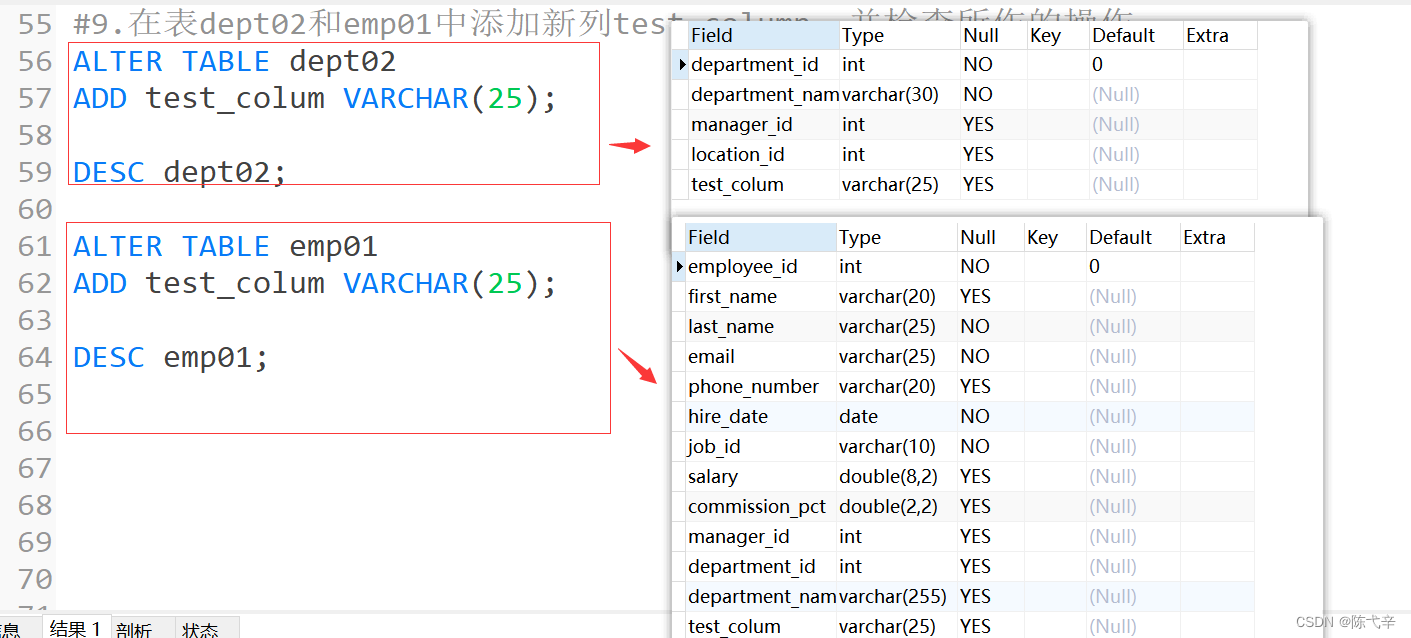 55 #9.在表dept02和emp01中添加新列test_column，并检查所作的操作
56 ALTER TABLE dept02
57 ADD test_colum VARCHAR(25);
58
59 DESC dept02;
60
61 ALTER TABLE emp01
62 ADD test_colum VARCHAR(25);
63
64 DESC emp01;
65
66
67
68
69
70
71
Field Type Null Key Default Extra
department_id int NO 0
department_nam varchar(30) NO (Null)
manager_id int YES (Null)
location_id int YES (Null)
test_colum varchar(25) YES (Null)
Field Type Null Key Default Extra
employee_id int NO 0
first_name varchar(20) YES (Null)
last_name varchar(25) NO (Null)
email varchar(25) NO (Null)
phone_number varchar(20) YES (Null)
hire_date date NO (Null)
job_id varchar(10) NO (Null)
salary double(8,2) YES (Null)
commission_pct double(2,2) YES (Null)
manager_id int YES (Null)
department_id int YES (Null)
department_nam varchar(255) YES (Null)
test_colum varchar(25) YES (Null)
息 结果 1 剖析 状态
CSDN @陈弋辛